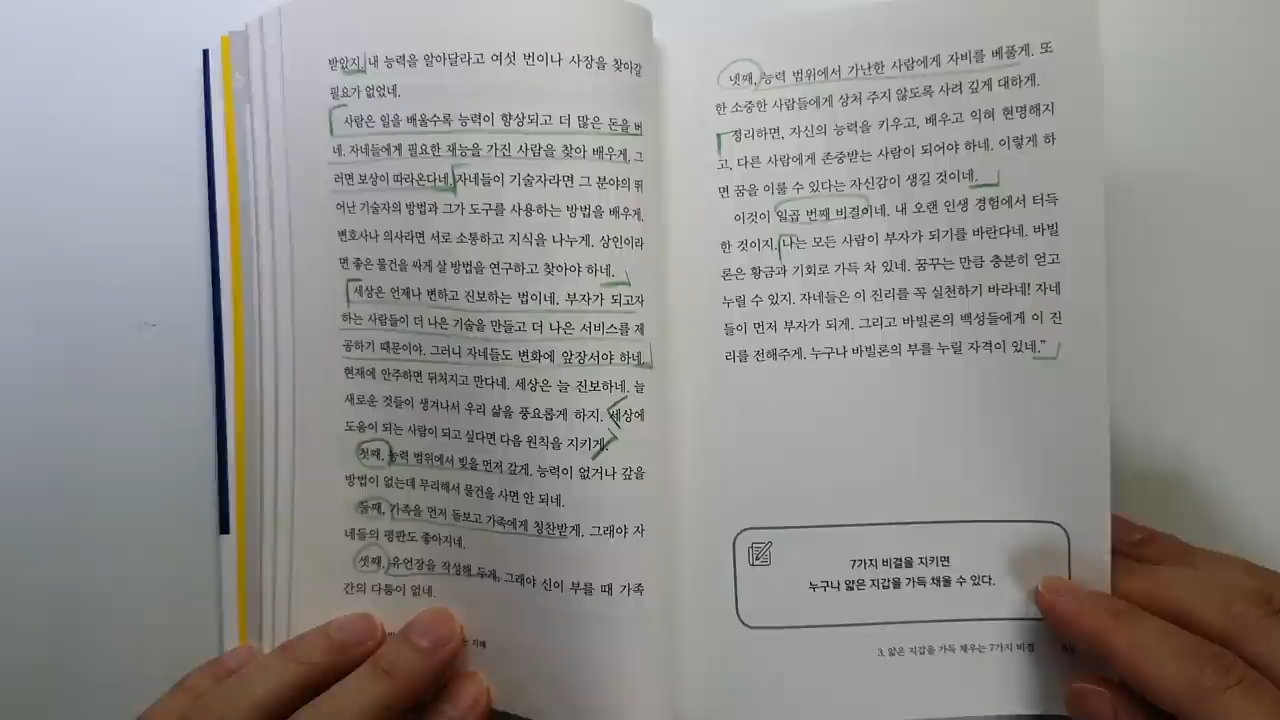 받았지. 내 능력을 알아달라고 여섯 번이나 사장을 찾아갈
필요가 없었네.
사람은 일을 배울수록 능력이 향상되고 더 많은 돈을 버
네. 자네들에게 필요한 재능을 가진 사람을 찾아 배우게. 그
러면 보상이 따라온다네. 자네들이 기술자라면 그 분야의 뛰
어난 기술자의 방법과 그가 도구를 사용하는 방법을 배우게.
변호사나 의사라면 서로 소통하고 지식을 나누게. 상인이라
면 좋은 물건을 싸게 살 방법을 연구하고 찾아야 하네.
세상은 언제나 변하고 진보하는 법이네. 부자가 되고자
하는 사람들이 더 나은 기술을 만들고 더 나은 서비스를 제
공하기 때문이야. 그러니 자네들도 변화에 앞장서야 하네.
현재에 안주하면 뒤처지고 만다네. 세상은 늘 진보하네. 늘
새로운 것들이 생겨나서 우리 삶을 풍요롭게 하지. 세상에
도움이 되는 사람이 되고 싶다면 다음 원칙을 지키게.
첫째, 능력 범위에서 빚을 먼저 갚게. 능력이 없거나 갚을
방법이 없는데 무리해서 물건을 사면 안 되네.
둘째, 가족을 먼저 돌보고 가족에게 칭찬받게. 그래야 자
네들의 평판도 좋아지네.
셋째, 유언장을 작성해 두게. 그래야 신이 부를 때 가족
간의 다툼이 없네.
지혜
넷째, 능력 범위에서 가난한 사람에게 자비를 베풀게. 또
한 소중한 사람들에게 상처 주지 않도록 사려 깊게 대하게.
정리하면, 자신의 능력을 키우고, 배우고 익혀 현명해지
고, 다른 사람에게 존중받는 사람이 되어야 하네. 이렇게 하
면 꿈을 이룰 수 있다는 자신감이 생길 것이네.
이것이 일곱 번째 비결이네. 내 오랜 인생 경험에서 터득
한 것이지. 나는 모든 사람이 부자가 되기를 바란다네. 바빌
론은 황금과 기회로 가득 차 있네. 꿈꾸는 만큼 충분히 얻고
누릴 수 있지. 자네들은 이 진리를 꼭 실천하기 바라네! 자네
들이 먼저 부자가 되게. 그리고 바빌론의 백성들에게 이 진
리를 전해주게. 누구나 바빌론의 부를 누릴 자격이 있네.”
7가지 비결을 지키면
누구나 얇은 지갑을 가득 채울 수 있다.
3. 얇은 지갑을 가득 채우는 7가지 비결